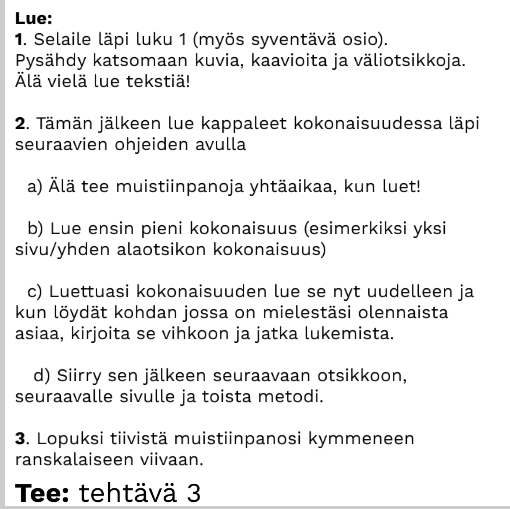 Lue:
1. Selaile läpi luku 1 (myös syventävä osio).
Pysähdy katsomaan kuvia, kaavioita ja väliotsikkoja.
Älä vielä lue tekstiä!
2. Tämän jälkeen lue kappaleet kokonaisuudessa läpi
seuraavien ohjeiden avulla
a) Älä tee muistiinpanoja yhtäaikaa, kun luet!
b) Lue ensin pieni kokonaisuus (esimerkiksi yksi
sivu/yhden alaotsikon kokonaisuus)
c) Luettuasi kokonaisuuden lue se nyt uudelleen ja
kun löydät kohdan jossa on mielestäsi olennaista
asiaa, kirjoita se vihkoon ja jatka lukemista.
d) Siirry sen jälkeen seuraavaan otsikkoon,
seuraavalle sivulle ja toista metodi.
3. Lopuksi tiivistä muistiinpanosi kymmeneen
ranskalaiseen viivaan.
Tee: tehtävä 3